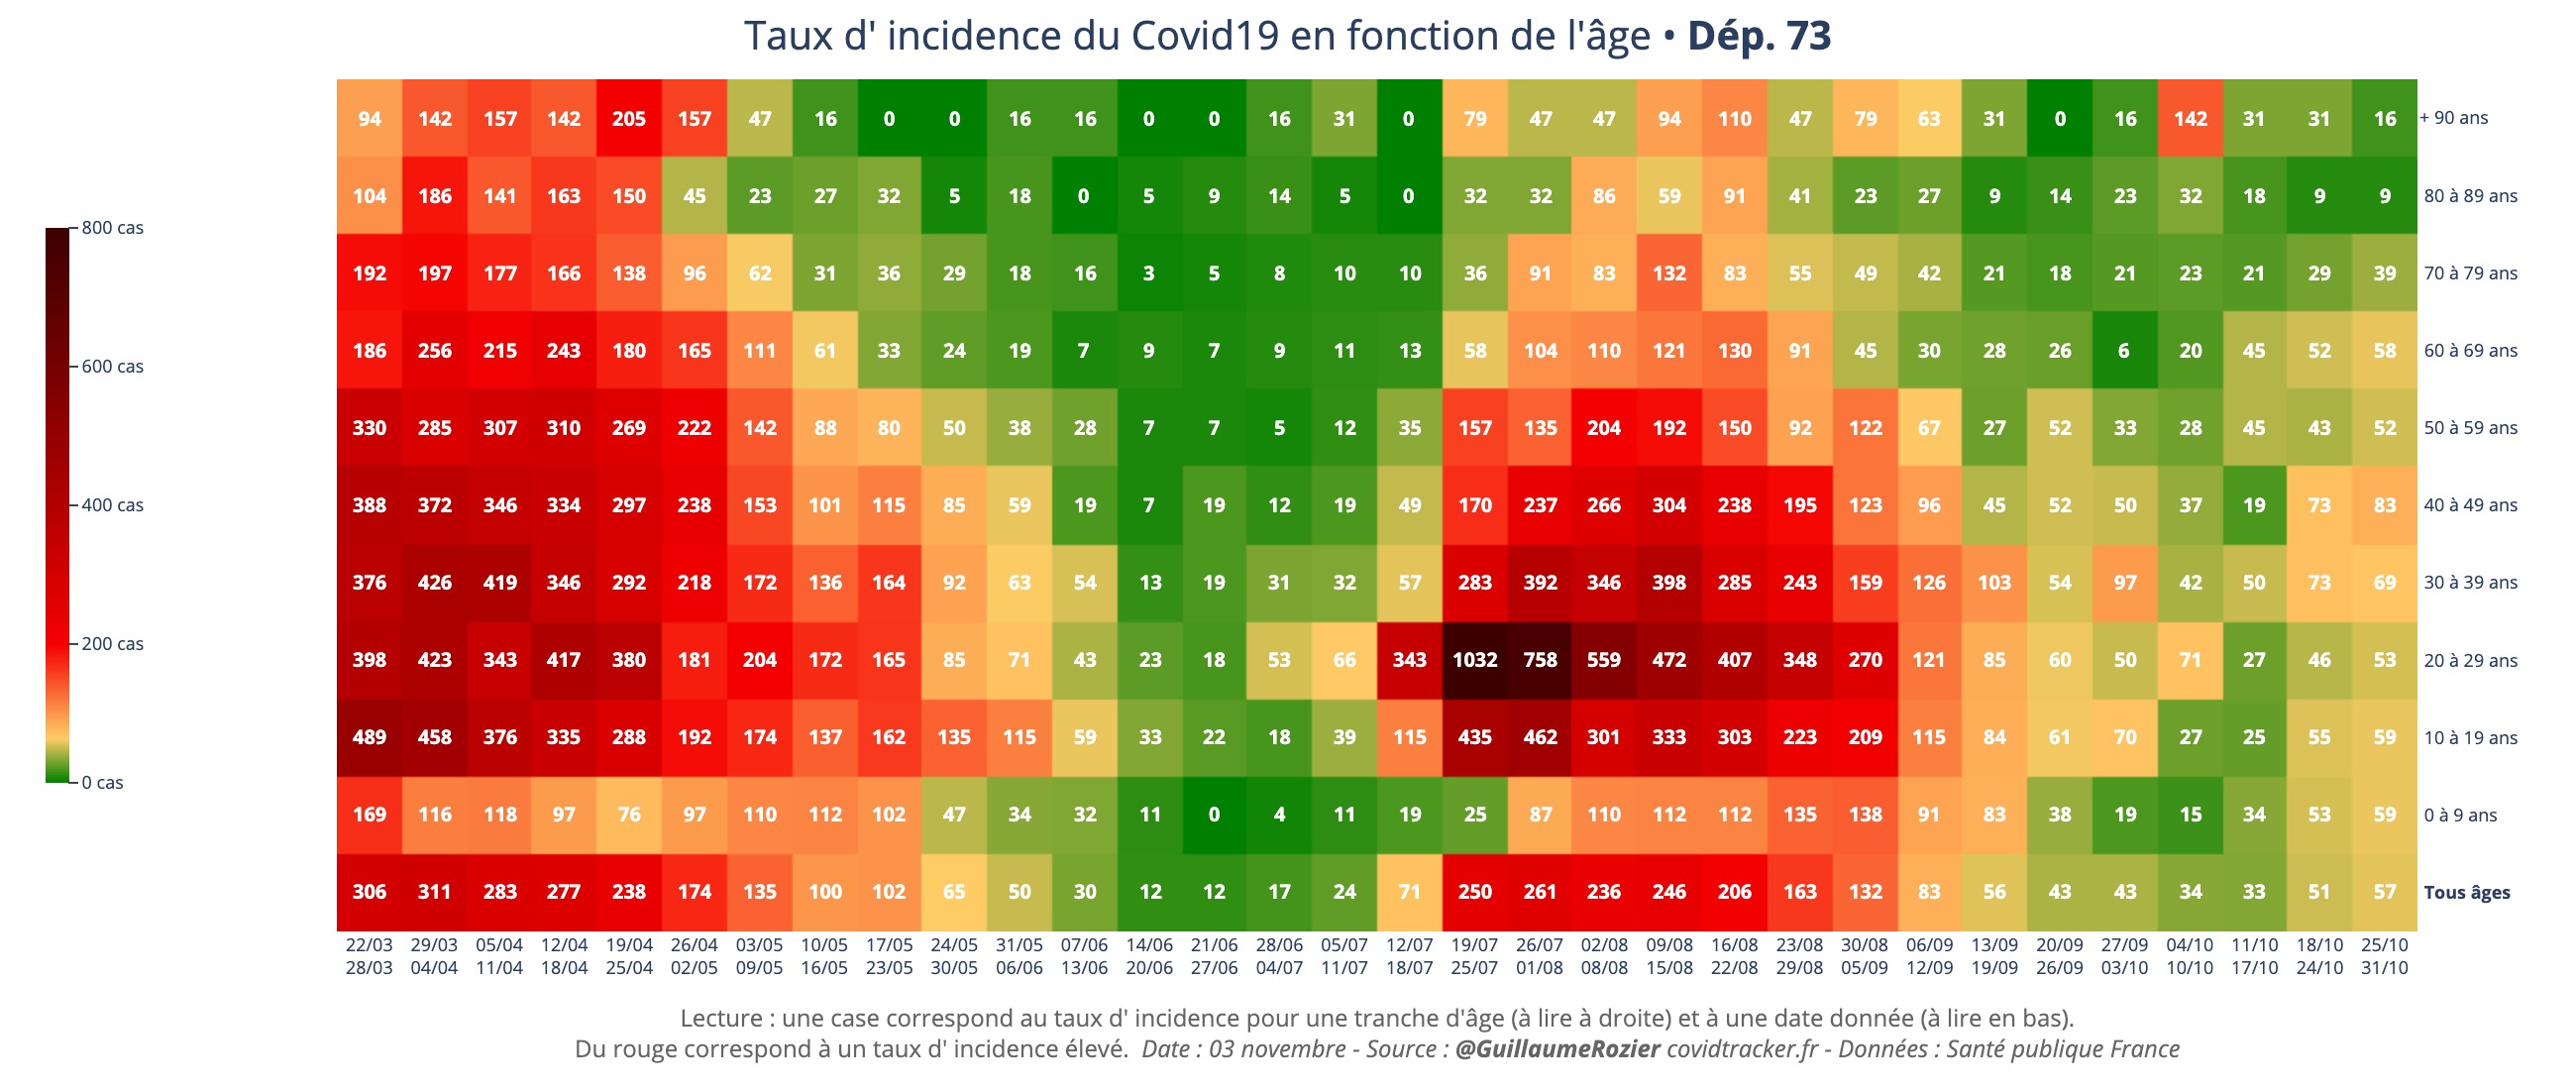 Taux d' incidence du Covid19 en fonction de l'âge • Dép. 73
800 cas
600 cas
400 cas
200 cas
0 cas
94 142 157 142 205 157 47 16 0 0 16 16 0 0 16 31 0 79 47 47 94 110 47 79 63 31 0 16 142 31 31 16 + 90 ans
104 186 141 163 150 45 23 27 32 5 18 0 5 9 14 5 0 32 32 86 59 91 41 23 27 9 14 23 32 18 9 9 80 à 89 ans
192 197 177 166 138 96 62 31 36 29 18 16 3 5 8 10 10 36 91 83 132 83 55 49 42 21 18 21 23 21 29 39 70 à 79 ans
186 256 215 243 180 165 111 61 33 24 19 7 9 7 9 11 13 58 104 110 121 130 91 45 30 28 26 6 20 45 52 58 60 à 69 ans
330 285 307 310 269 222 142 88 80 50 38 28 7 7 5 12 35 157 135 204 192 150 92 122 67 27 52 33 28 45 43 52 50 à 59 ans
388 372 346 334 297 238 153 101 115 85 59 19 7 19 12 19 49 170 237 266 304 238 195 123 96 45 52 50 37 19 73 83 40 à 49 ans
376 426 419 346 292 218 172 136 164 92 63 54 13 19 31 32 57 283 392 346 398 285 243 159 126 103 54 97 42 50 73 69 30 à 39 ans
398 423 343 417 380 181 204 172 165 85 71 43 23 18 53 66 343 1032 758 559 472 407 348 270 121 85 60 50 71 27 46 53 20 à 29 ans
489 458 376 335 288 192 174 137 162 135 115 59 33 22 18 39 115 435 462 301 333 303 223 209 115 84 61 70 27 25 55 59 10 à 19 ans
169 116 118 97 76 97 110 112 102 47 34 32 11 0 4 11 19 25 87 110 112 112 135 138 91 83 38 19 15 34 53 59 0 à 9 ans
306 311 283 277 238 174 135 100 102 65 50 30 12 12 17 24 71 250 261 236 246 206 163 132 83 56 43 43 34 33 51 57 Tous âges
22/03 29/03 05/04 12/04 19/04 26/04 03/05 10/05 17/05 24/05 31/05 07/06 14/06 21/06 28/06 05/07 12/07 19/07 26/07 02/08 09/08 16/08 23/08 30/08 06/09 13/09 20/09 27/09 04/10 11/10 18/10 25/10
28/03 04/04 11/04 18/04 25/04 02/05 09/05 16/05 23/05 30/05 06/06 13/06 20/06 27/06 04/07 11/07 18/07 25/07 01/08 08/08 15/08 22/08 29/08 05/09 12/09 19/09 26/09 03/10 10/10 17/10 24/10 31/10
Lecture : une case correspond au taux d' incidence pour une tranche d'âge (à lire à droite) et à une date donnée (à lire en bas).
Du rouge correspond à un taux d' incidence élevé. Date : 03 novembre - Source : @GuillaumeRozier covidtracker.fr - Données : Santé publique France